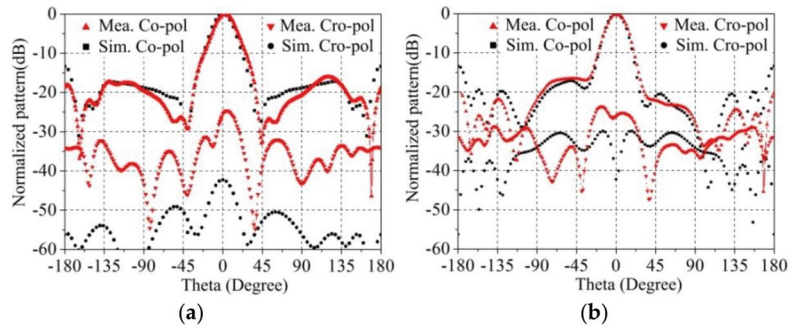 Mea. Co-pol Mea. Cro-pol
Sim. Co-pol Sim. Cro-pol
Normalized pattern(dB)
0
-10
-20
-30
-40
-50
-60
-180 -135 -90 -45 0 45 90 135 180
Theta (Degree)
(a)
Mea. Co-pol Mea. Cro-pol
Sim. Co-pol Sim. Cro-pol
Normalized pattern(dB)
0
-10
-20
-30
-40
-50
-60
-180 -135 -90 -45 0 45 90 135 180
Theta (Degree)
(b)